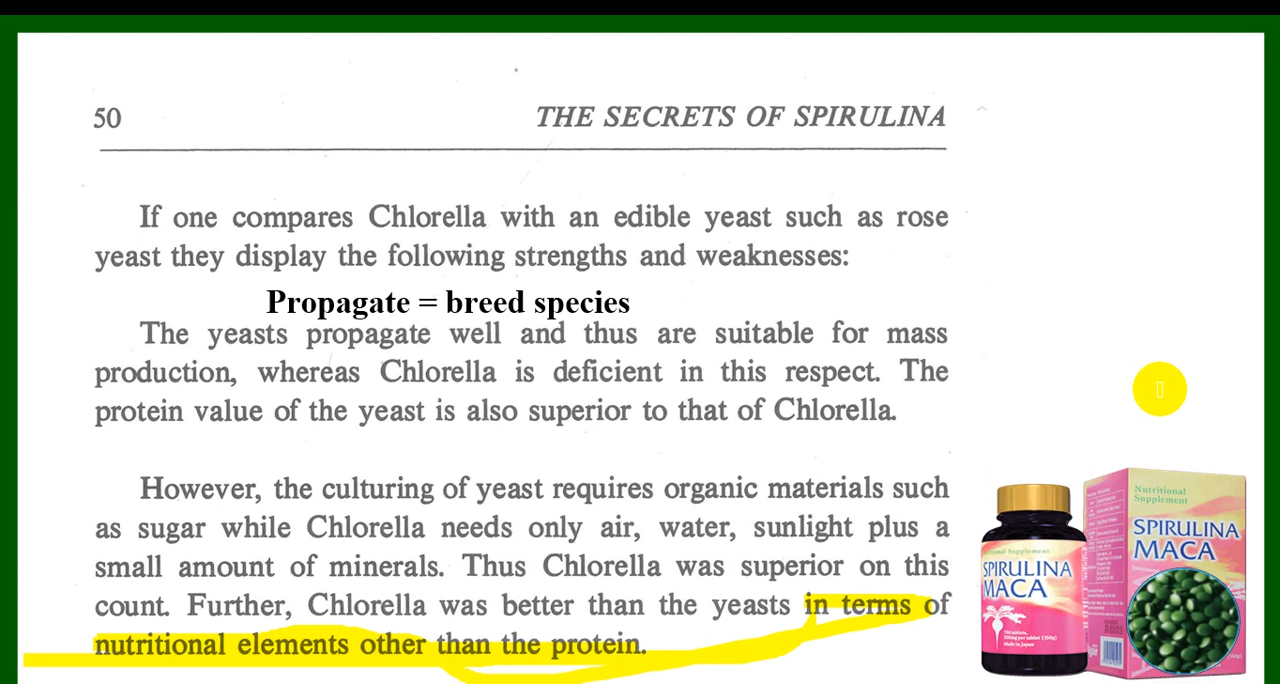 50
THE SECRETS OF SPIRULINA
If one compares Chlorella with an edible yeast such as rose
yeast they display the following strengths and weaknesses:
Propagate = breed species
The yeasts propagate well and thus are suitable for mass
production, whereas Chlorella is deficient in this respect. The
protein value of the yeast is also superior to that of Chlorella.
However, the culturing of yeast requires organic materials such
as sugar while Chlorella needs only air, water, sunlight plus a
small amount of minerals. Thus Chlorella was superior on this
count. Further, Chlorella was better than the yeasts in terms of
nutritional elements other than the protein.
Nutritional Supplement
SPIRULINA
MACA
Made in Japan
Nutritional
Supplement
SPIRULINA
MACA